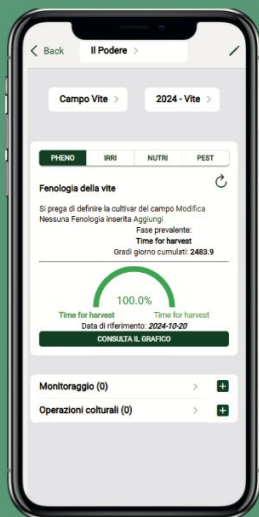 Back Il Podere >
Campo Vite > 2024 - Vite >
PHENO IRRI NUTRI PEST
Fenologia della vite
Si prega di definire la cultivar del campo Modifica
Nessuna Fenologia inserita Aggiungi
Fase prevalente:
Time for harvest
Gradi giorno cumulati: 2483.9
100.0%
Time for harvest Time for harvest
Data di riferimento: 2024-10-20
CONSULTA IL GRAFICO
Monitoraggio (0) >
Operazioni colturali (0) >